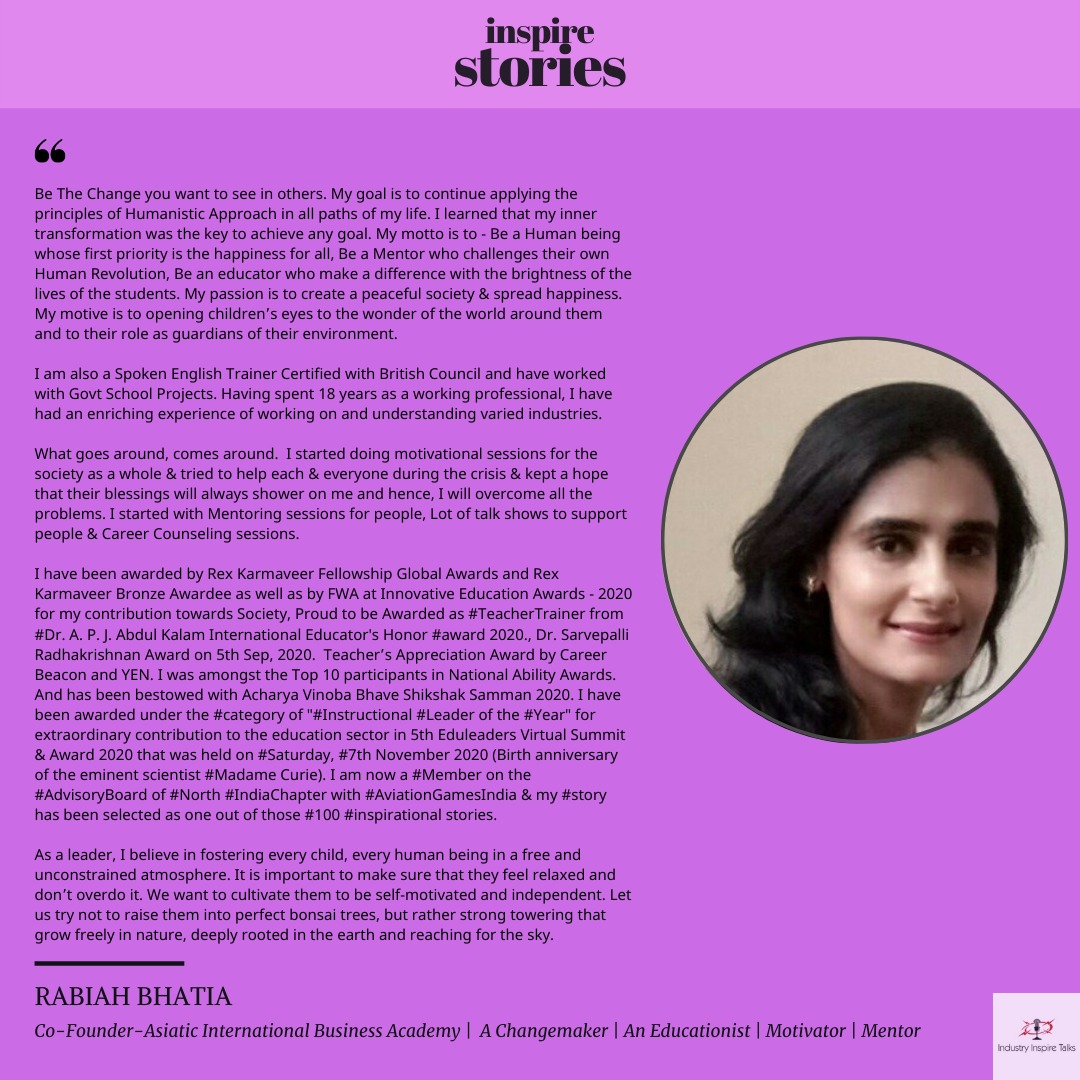 inspire
stories
“
Be The Change you want to see in others. My goal is to continue applying the
principles of Humanistic Approach in all paths of my life. I learned that my inner
transformation was the key to achieve any goal. My motto is to - Be a Human being
whose first priority is the happiness for all, Be a Mentor who challenges their own
Human Revolution, Be an educator who make a difference with the brightness of the
lives of the students. My passion is to create a peaceful society & spread happiness.
My motive is to opening children’s eyes to the wonder of the world around them
and to their role as guardians of their environment.
I am also a Spoken English Trainer Certified with British Council and have worked
with Govt School Projects. Having spent 18 years as a working professional, I have
had an enriching experience of working on and understanding varied industries.
What goes around, comes around.  I started doing motivational sessions for the
society as a whole & tried to help each & everyone during the crisis & kept a hope
that their blessings will always shower on me and hence, I will overcome all the
problems. I started with Mentoring sessions for people, Lot of talk shows to support
people & Career Counseling sessions.
I have been awarded by Rex Karmaveer Fellowship Global Awards and Rex
Karmaveer Bronze Awardee as well as by FWA at Innovative Education Awards - 2020
for my contribution towards Society, Proud to be Awarded as #TeacherTrainer from
#Dr. A. P. J. Abdul Kalam International Educator's Honor #award 2020., Dr. Sarvepalli
Radhakrishnan Award on 5th Sep, 2020.  Teacher’s Appreciation Award by Career
Beacon and YEN. I was amongst the Top 10 participants in National Ability Awards.
And has been bestowed with Acharya Vinoba Bhave Shikshak Samman 2020. I have
been awarded under the #category of "#Instructional #Leader of the #Year" for
extraordinary contribution to the education sector in 5th Eduleaders Virtual Summit
& Award 2020 that was held on #Saturday, #7th November 2020 (Birth anniversary
of the eminent scientist #Madame Curie). I am now a #Member on the
#AdvisoryBoard of #North #IndiaChapter with #AviationGamesIndia & my #story
has been selected as one out of those #100 #inspirational stories.
As a leader, I believe in fostering every child, every human being in a free and
unconstrained atmosphere. It is important to make sure that they feel relaxed and
don’t overdo it. We want to cultivate them to be self-motivated and independent. Let
us try not to raise them into perfect bonsai trees, but rather strong towering that
grow freely in nature, deeply rooted in the earth and reaching for the sky.
RABIAH BHATIA
Co-Founder-Asiatic International Business Academy |  A Changemaker | An Educationist | Motivator | Mentor
Industry Inspire Talks